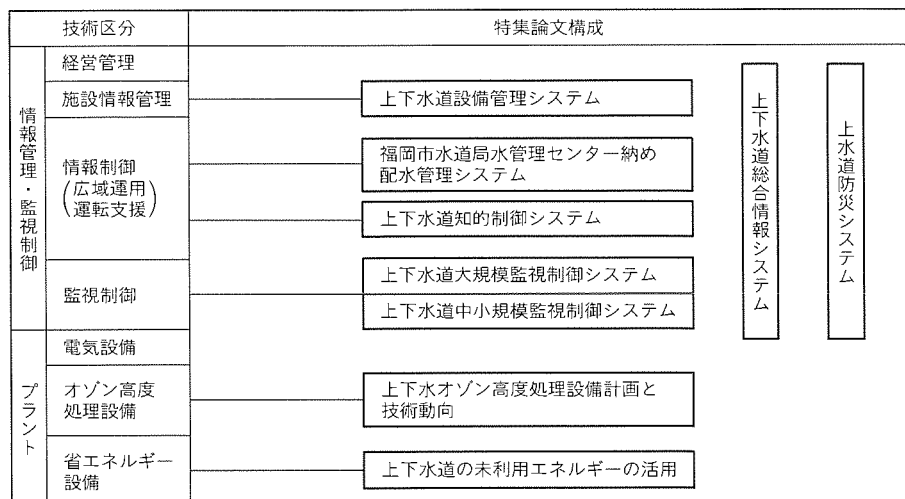 技術区分
特集論文構成
情報管理・監視制御
経営管理
施設情報管理
上下水道設備管理システム
情報制御
(広域運用
運転支援)
福岡市水道局水管理センター納め
配水管理システム
上下水道知的制御システム
監視制御
上下水道大規模監視制御システム
上下水道中小規模監視制御システム
上下水道総合情報システム
上水道防災システム
プラント
電気設備
オゾン高度
処理設備
上下水オゾン高度処理設備計画と
技術動向
省エネルギー
設備
上下水道の未利用エネルギーの活用